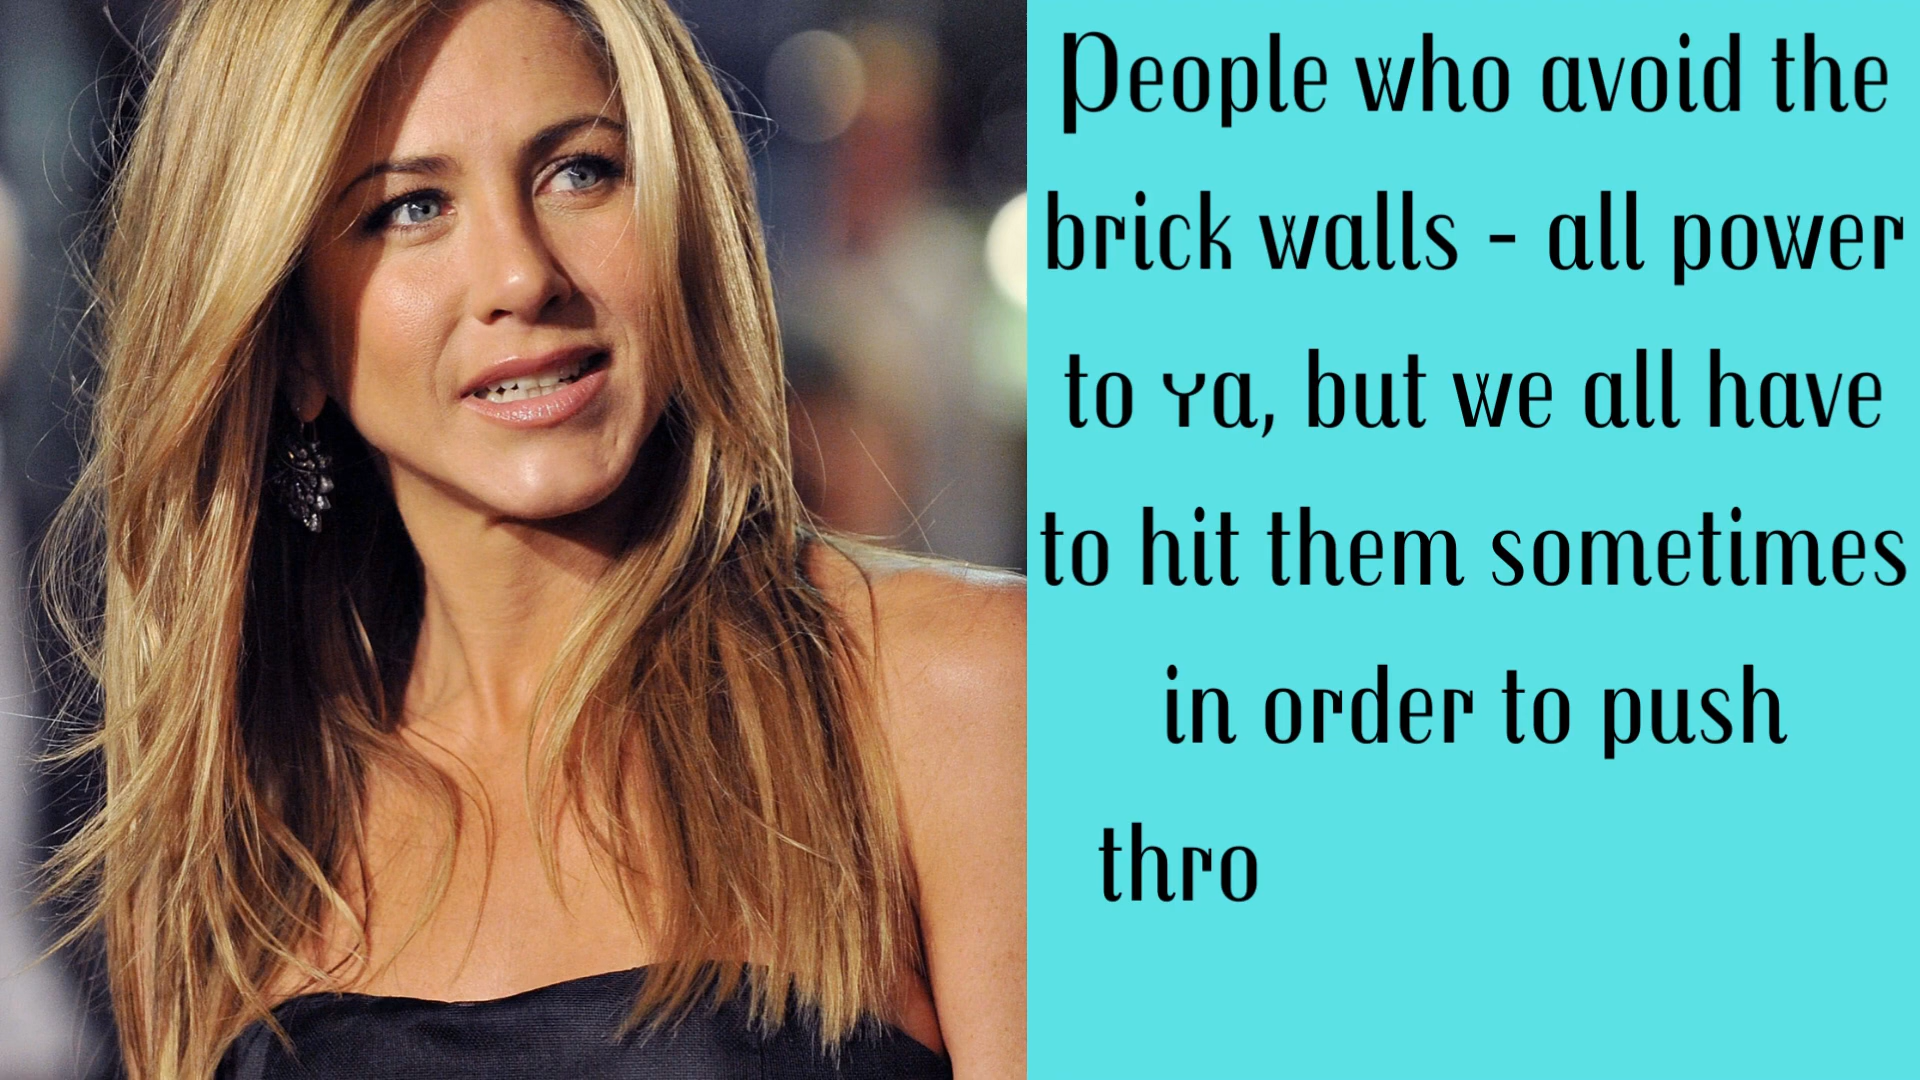 People who avoid the
brick walls - all power
to ya, but we all have
to hit them sometimes
in order to push
thro